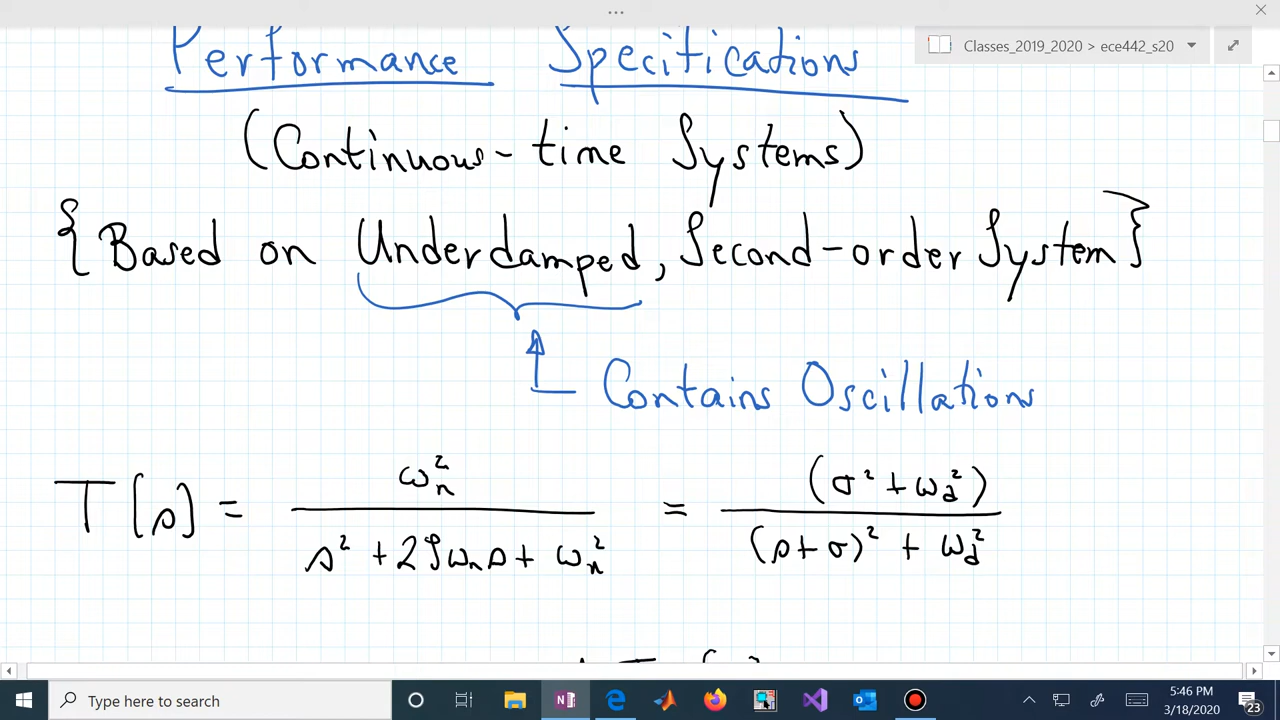 Performance Specifications
Classes_2019_2020 > ece442_s20
(Continuous-time Systems)
{Based on Underdamped, Second-order System}
Contains Oscillations
T[s] = ωn² / (s² + 2ζωns + ωn²) = (σ² + ωd²) / ((s+σ)² + ωd²)
Type here to search
5:46 PM
3/18/2020
23